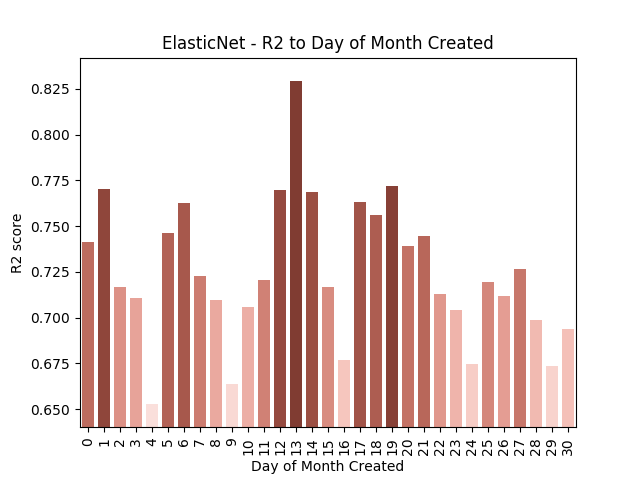 ElasticNet - R2 to Day of Month Created
R2 score
0.825
0.800
0.775
0.750
0.725
0.700
0.675
0.650
0 1 2 3 4 5 6 7 8 9 10 11 12 13 14 15 16 17 18 19 20 21 22 23 24 25 26 27 28 29 30
Day of Month Created